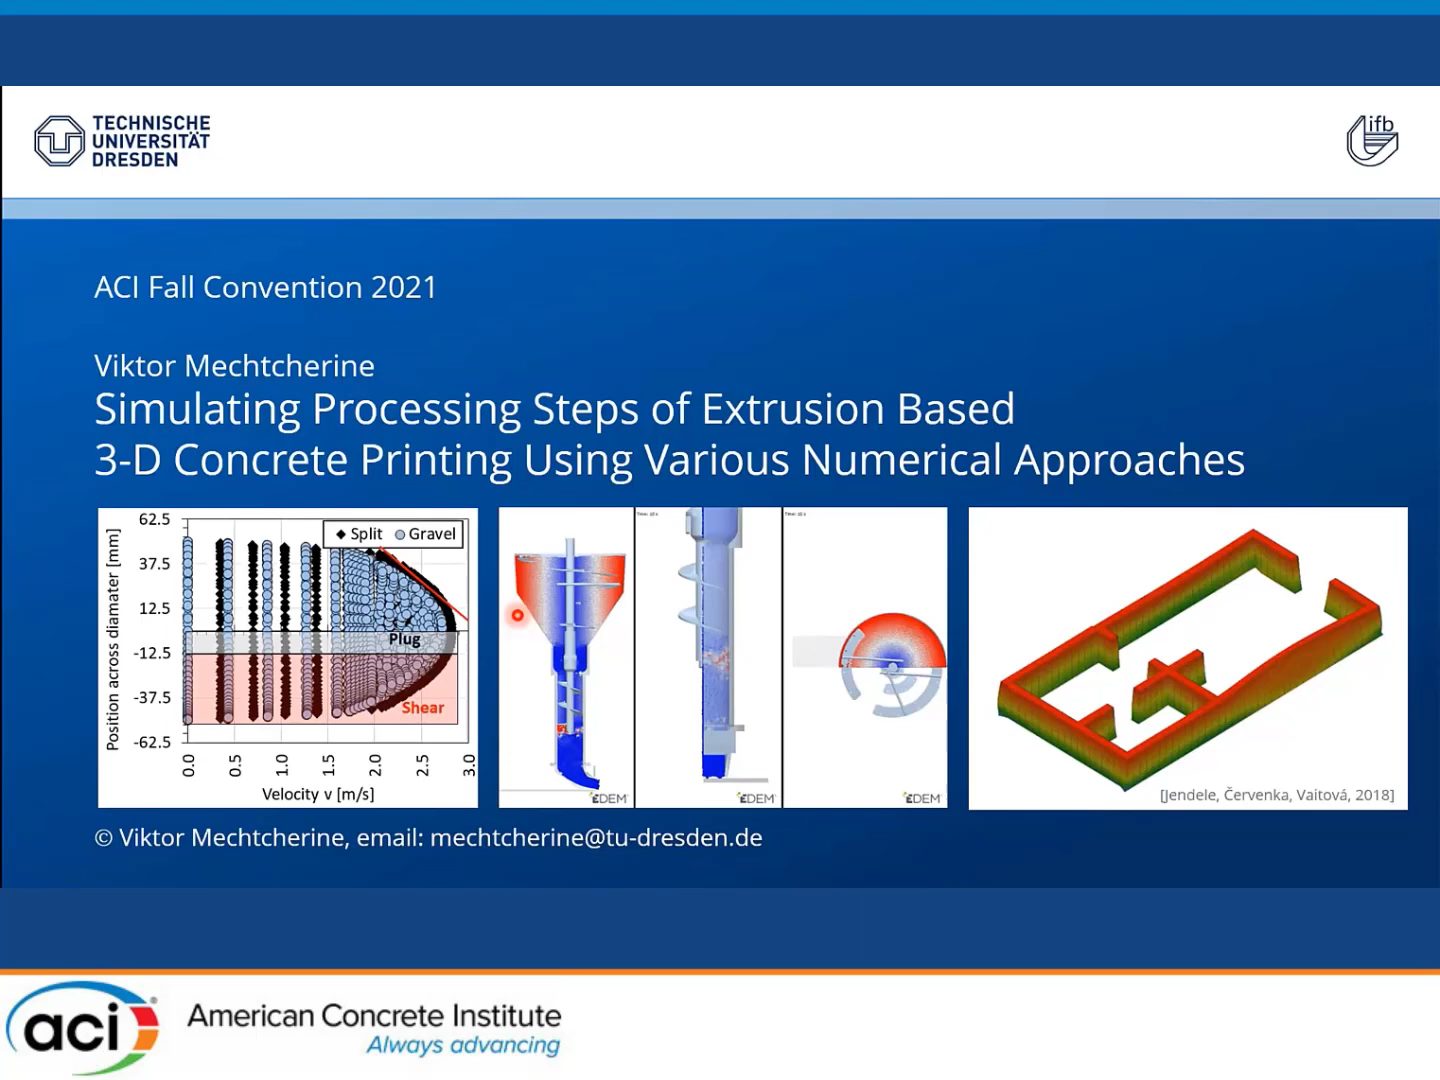 TECHNISCHE
UNIVERSITÄT
DRESDEN
ifb
ACI Fall Convention 2021
Viktor Mechtcherine
Simulating Processing Steps of Extrusion Based
3-D Concrete Printing Using Various Numerical Approaches
Position across diamater [mm]
62.5
37.5
12.5
-12.5
-37.5
-62.5
Split
Gravel
Plug
Shear
0.0
0.5
1.0
1.5
2.0
2.5
3.0
Velocity v [m/s]
EDEM
EDEM
EDEM
[Jendele, Červenka, Vaitová, 2018]
© Viktor Mechtcherine, email: mechtcherine@tu-dresden.de
aci
American Concrete Institute
Always advancing